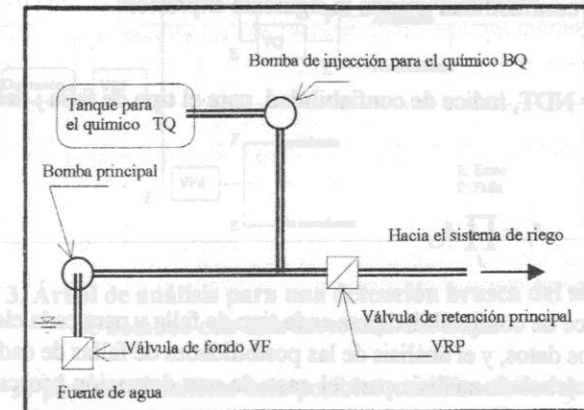 Bomba de injección para el químico BQ
Tanque para
el químico TQ
Bomba principal
Hacia el sistema de riego
Válvula de retención principal
VRP
Válvula de fondo VF
Fuente de agua